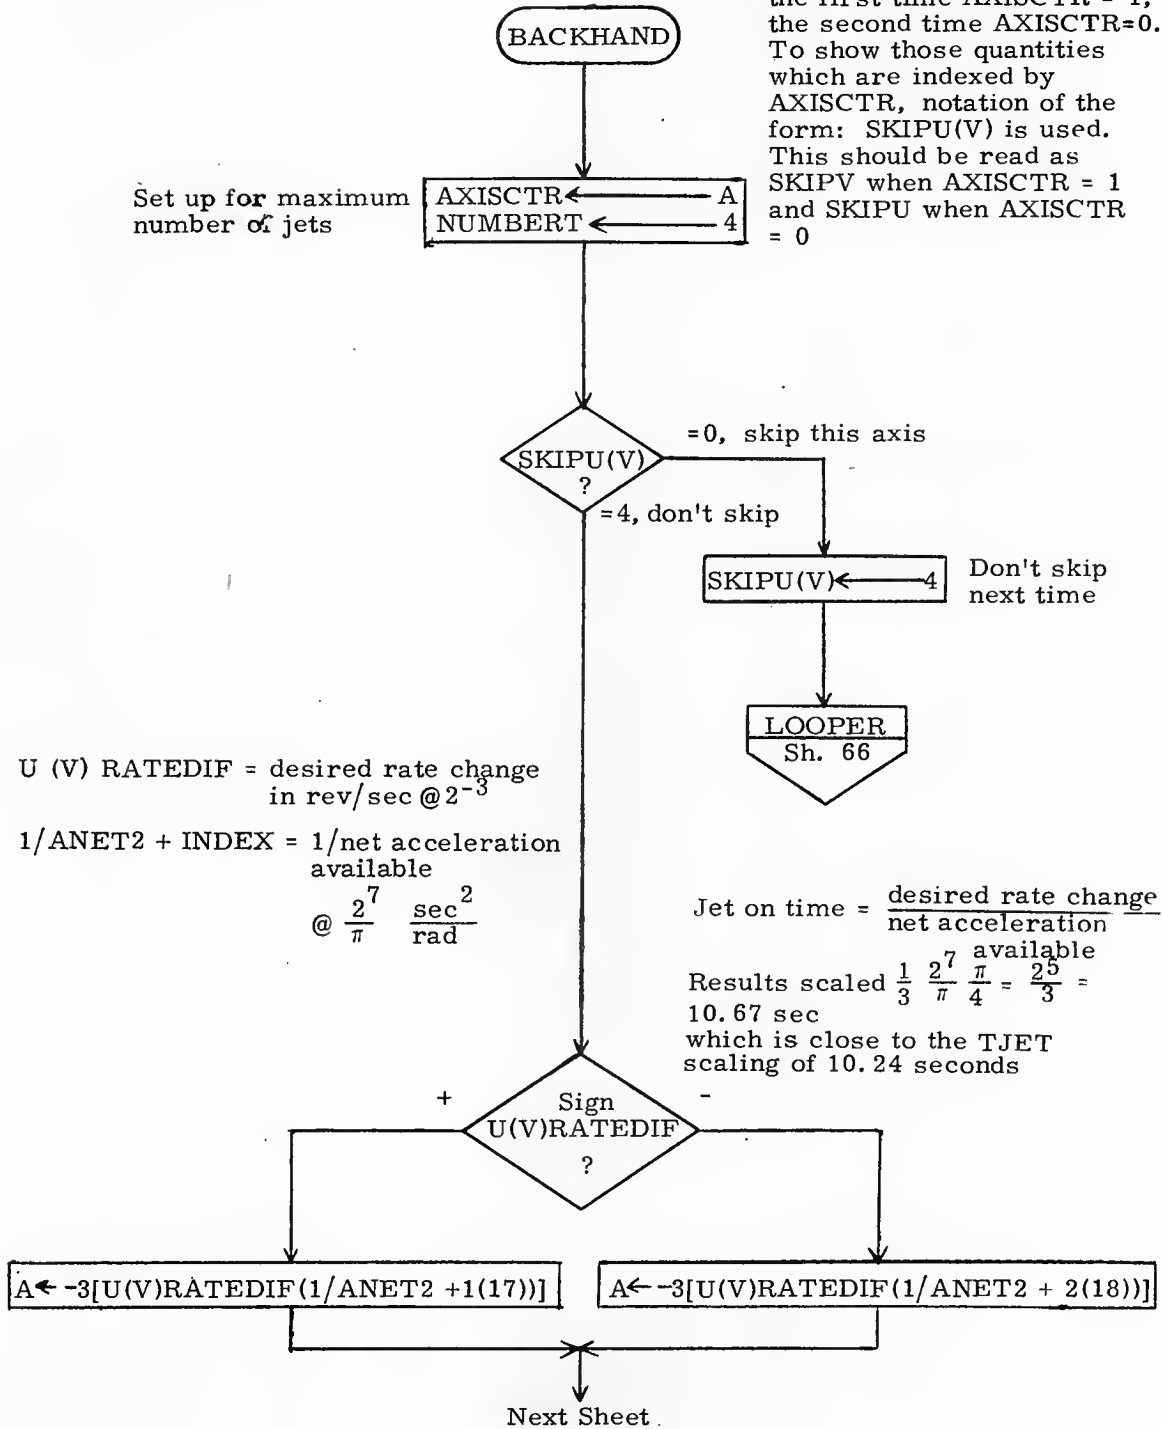 the first time AXISCTR = 1,
the second time AXISCTR=0.
To show those quantities
which are indexed by
AXISCTR, notation of the
form: SKIPU(V) is used.
This should be read as
SKIPV when AXISCTR = 1
and SKIPU when AXISCTR
= 0
BACKHAND
Set up for maximum
number of jets
AXISCTR ← A
NUMBERT ← 4
SKIPU(V)
?
=0, skip this axis
=4, don't skip
SKIPU(V) ← 4
Don't skip
next time
LOOPER
Sh. 66
U (V) RATEDIF = desired rate change
in rev/sec @ 2^-3
1/ANET2 + INDEX = 1/net acceleration
available
@ 2^7/π sec^2/rad
Jet on time = desired rate change
net acceleration
available
Results scaled 1/3 2^7/π π/4 = 2^5/3 =
10.67 sec
which is close to the TJET
scaling of 10.24 seconds
+
-
Sign
U(V)RATEDIF
?
A ← -3[U(V)RATEDIF(1/ANET2 +1(17))]
A ← -3[U(V)RATEDIF(1/ANET2 + 2(18))]
Next Sheet